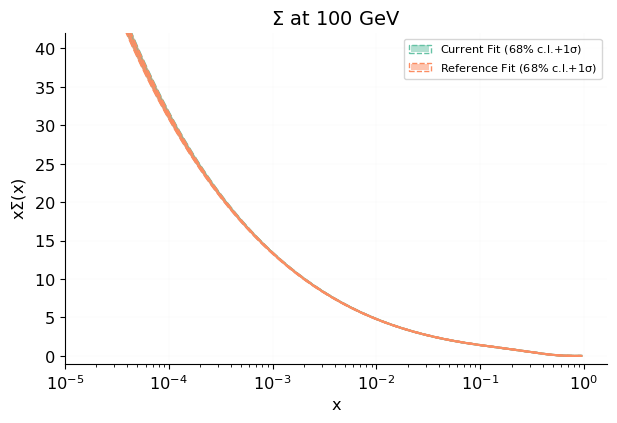 Σ at 100 GeV
Current Fit (68% c.l.+1σ)
Reference Fit (68% c.l.+1σ)
xΣ(x)
40
35
30
25
20
15
10
5
0
10⁻⁵ 10⁻⁴ 10⁻³ 10⁻² 10⁻¹ 10⁰
x